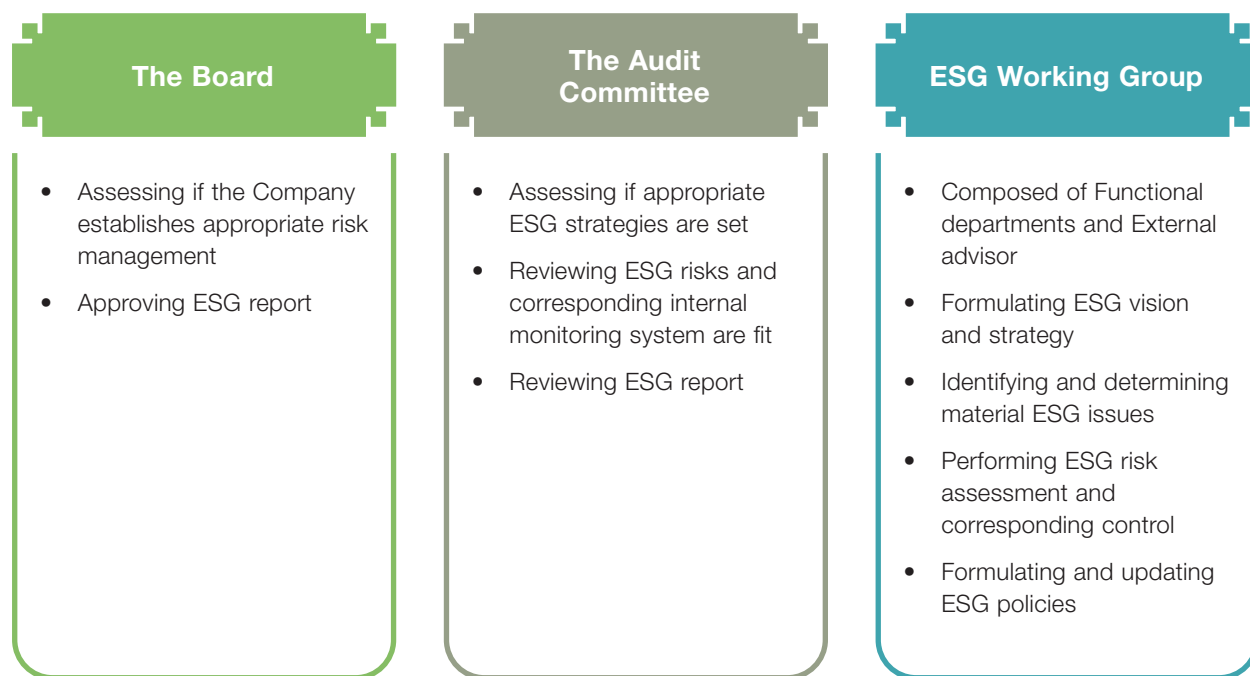 The Board
• Assessing if the Company
establishes appropriate risk
management
• Approving ESG report
The Audit
Committee
• Assessing if appropriate
ESG strategies are set
• Reviewing ESG risks and
corresponding internal
monitoring system are fit
• Reviewing ESG report
ESG Working Group
• Composed of Functional
departments and External
advisor
• Formulating ESG vision
and strategy
• Identifying and determining
material ESG issues
• Performing ESG risk
assessment and
corresponding control
• Formulating and updating
ESG policies